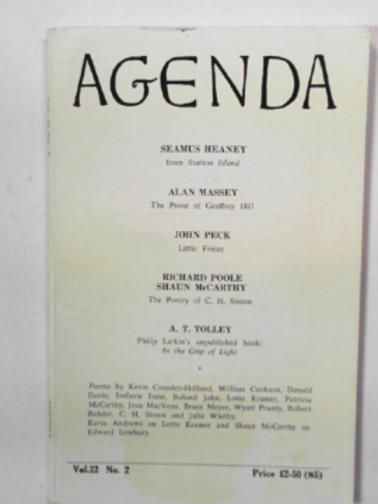 AGENDA
SEAMUS HEANEY
from Station Island
ALAN MASSEY
The Prose of Geoffrey Hill
JOHN PECK
Little Frieze
RICHARD POOLE
SHAUN McCARTHY
The Poetry of C. H. Sisson
A. T. TOLLEY
Philip Larkin's unpublished book:
In the Grip of Light
Poems by Kevin Crossley-Holland, William Cookson, Donald
Davie, Stefavir Fone, Roland John, Lotte Kramer, Patricia
McCarthy, Jean MacVean, Bruce Meyer, Wyatt Prunty, Robert
Rehder, C. H. Sisson and Julie Whitby.
Karin Andrews on Lotte Kramer and Shaun McCarthy on
Edward Lowbury.
Vol.22 No. 2 Price £2-50 ($5)